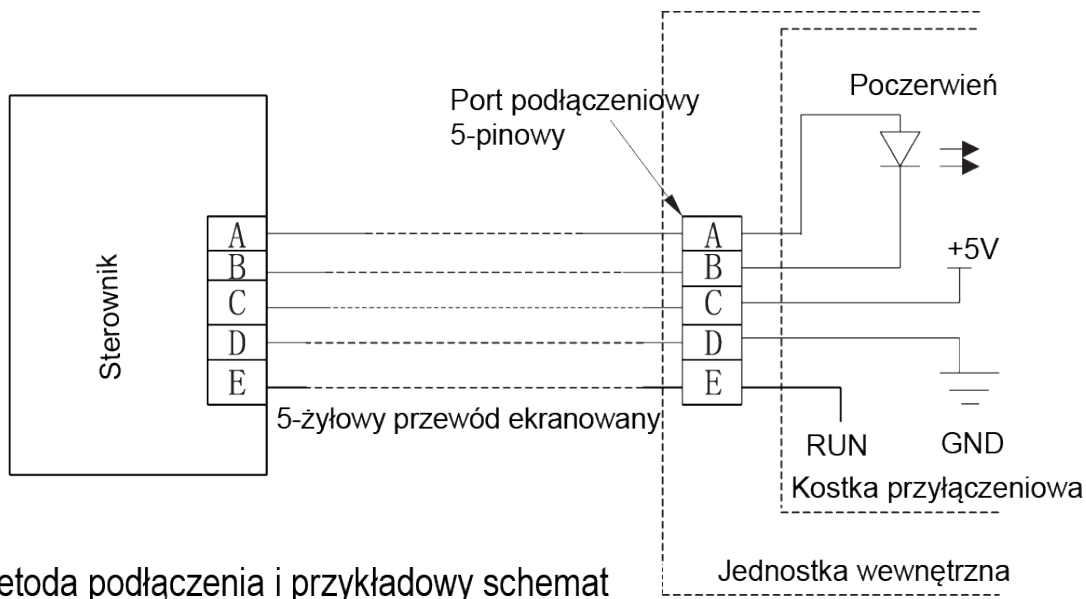 Poczerwień
Port podłączeniowy
5-pinowy
Sterownik
A
B
C
D
E
A
B
C
D
E
+5V
5-żyłowy przewód ekranowany
RUN
GND
Kostka przyłączeniowa
Jednostka wewnętrzna
etoda podłączenia i przykładowy schemat